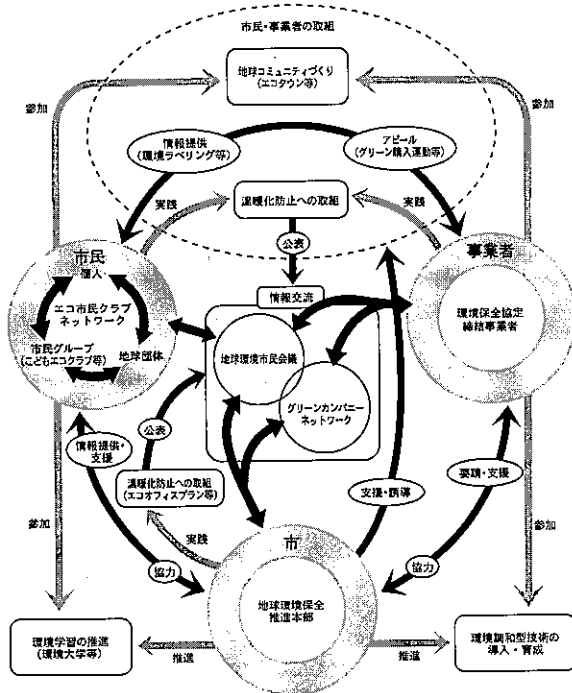 市民・事業者の取組
地球コミュニティづくり
(エコタウン等)
参加
参加
情報提供
(環境ラベリング等)
アピール
(グリーン購入運動等)
実践
温暖化防止への取組
実践
公表
市民
個人
エコ市民クラブ
ネットワーク
市民グループ
(こどもエコクラブ等)
地球団体
事業者
環境保全協定
締結事業者
情報交流
地球環境市民会議
グリーンカンパニー
ネットワーク
公表
情報提供・
支援
温暖化防止への取組
(エコオフィスプラン等)
支援・誘導
要請・支援
参加
参加
実践
協力
協力
市
地球環境保全
推進本部
環境学習の推進
(環境大学等)
推進
推進
環境調和型技術の
導入・育成